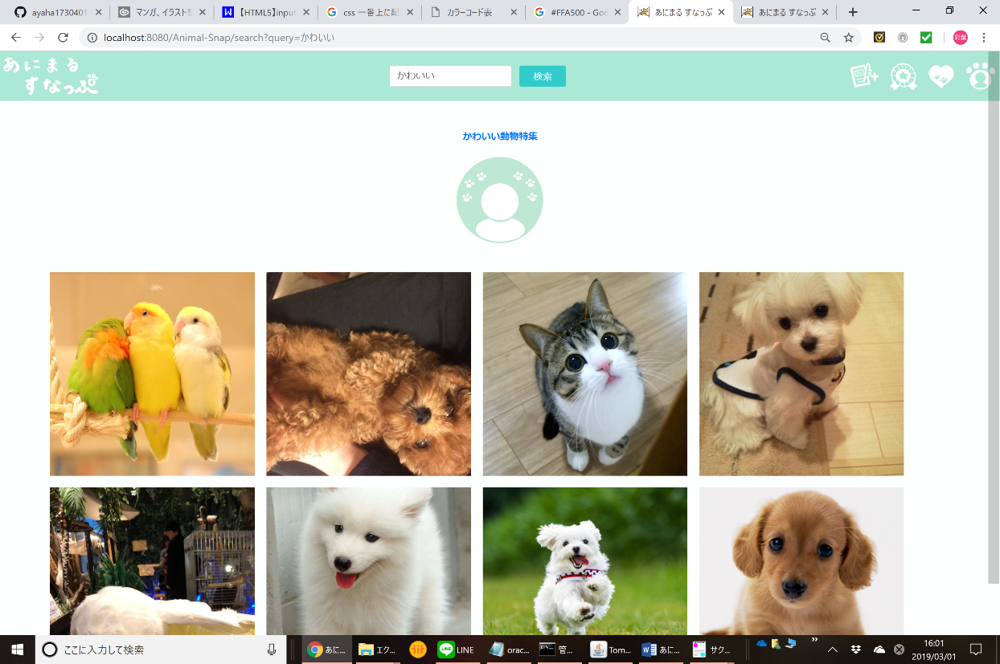 ayaha1730401
マンガ、イラスト制
【HTML5】input
css 一番上に配
カラーコード表
#FFA500 - Goo
あにまる すなっぷ
あにまる すなっぷ
localhost:8080/Animal-Snap/search?query=かわいい
彩葉
あにまる
すなっぷ
かわいい
検索
かわいい動物特集
ここに入力して検索
あに...
エク...
LINE
orac...
管...
Tom...
あに...
サク...
16:01
2019/03/01